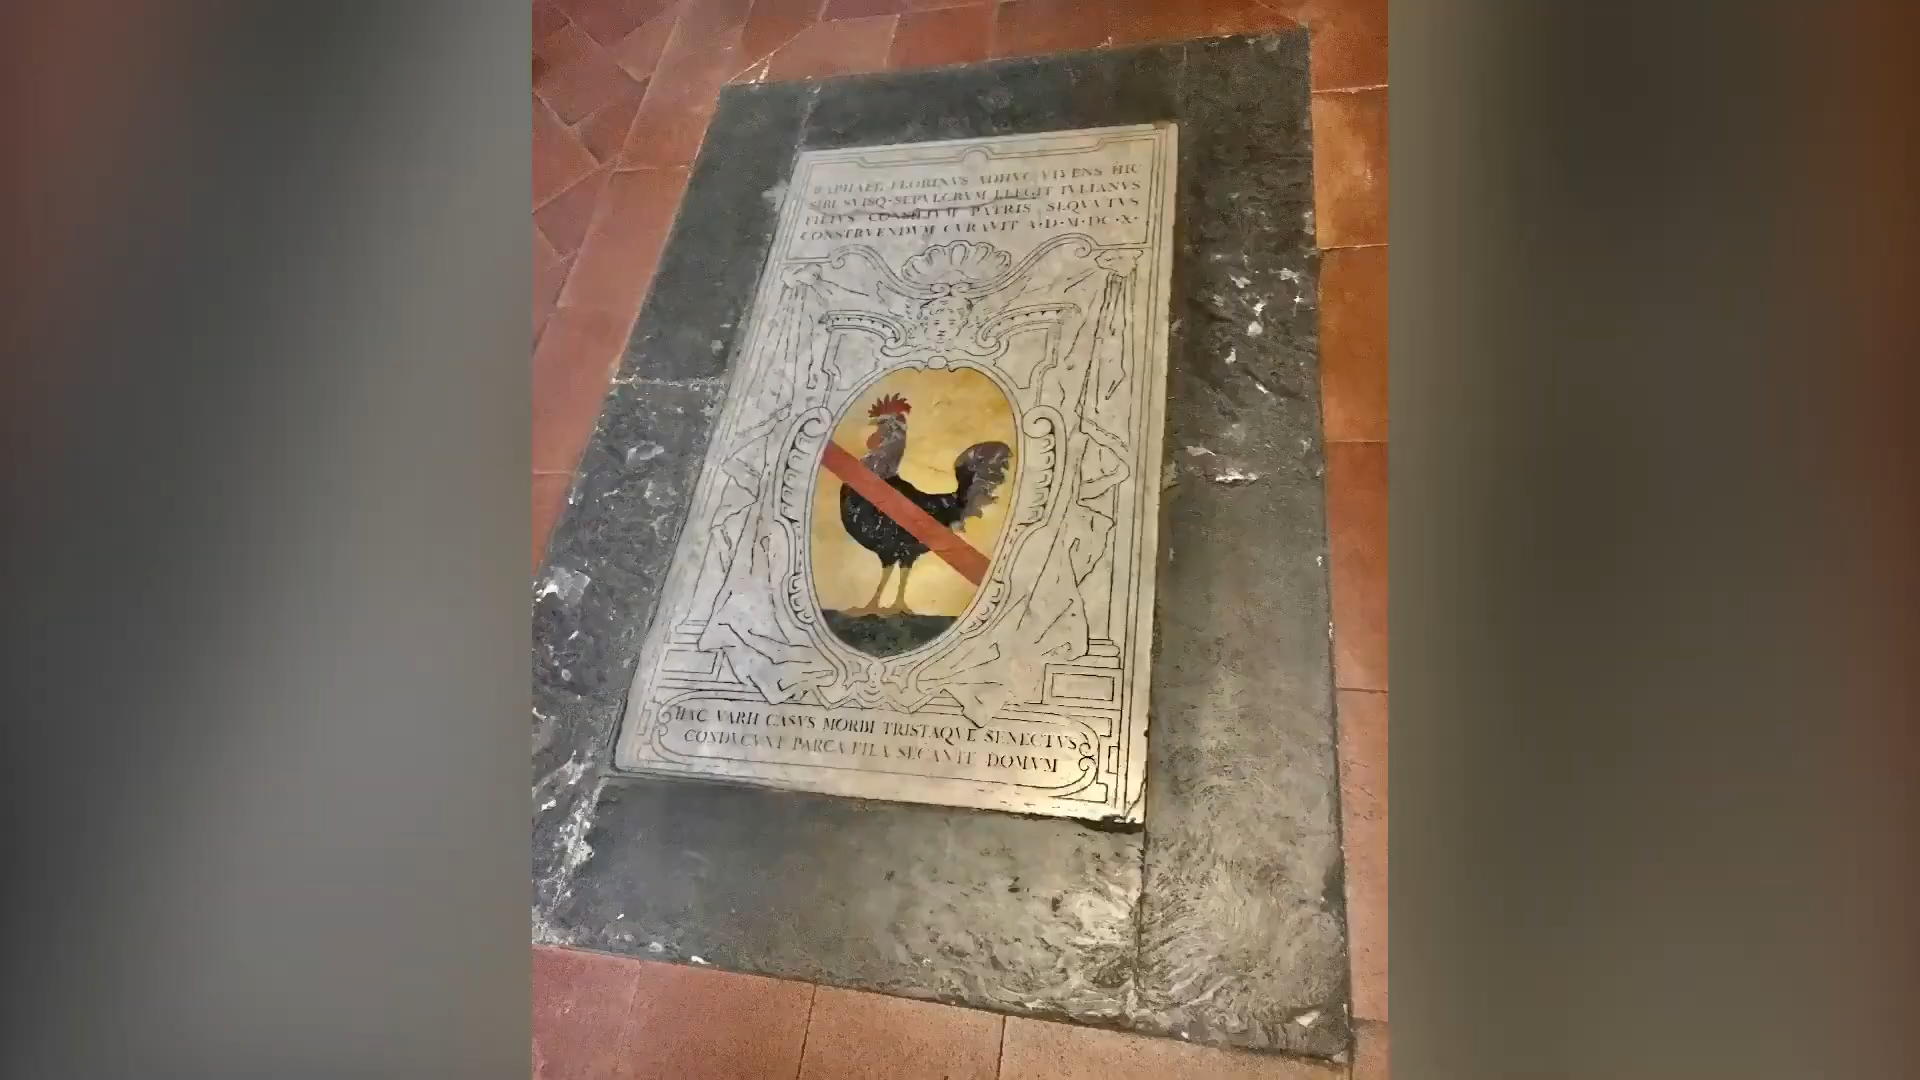 RAPHAEL FLORINVS ADHVC VIVENS HIC
SIBI SVISQ·SEPVLCRVM ELEGIT IVLIANVS
FILIVS CONSILIVM PATRIS SEQVVTVS
CONSTRVENDVM CVRAVIT A·D·M·DC·X·
HAC VARII CASVS MORBI TRISTAQVE SENECTVS
CONDVCVNT PARCA FILA SECANTE DOMVM